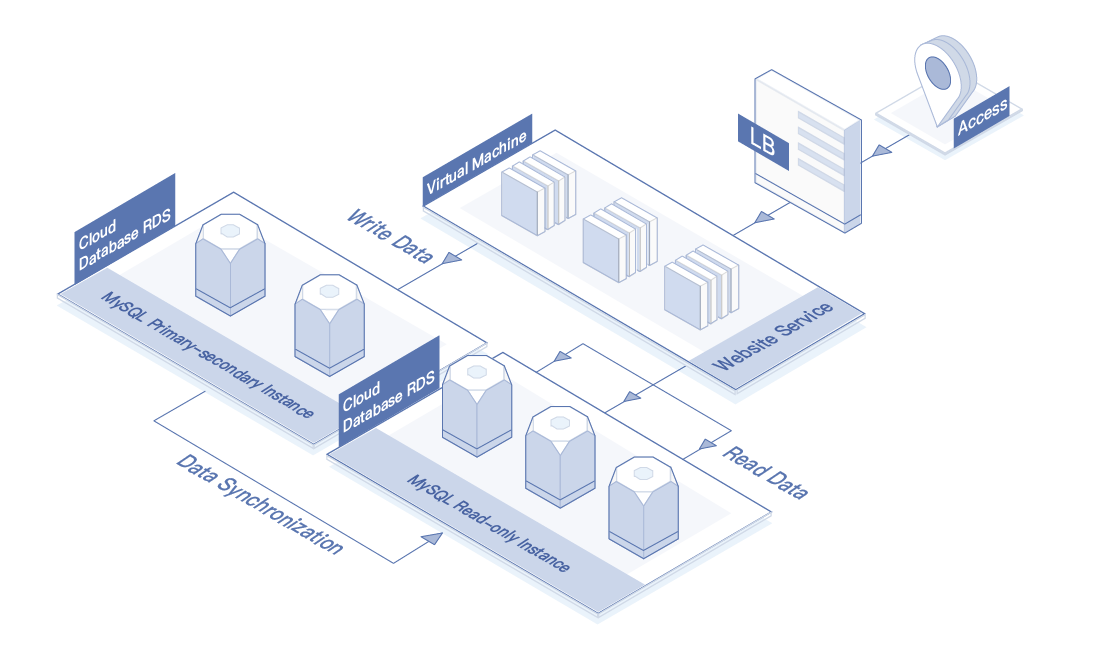 Access
LB
Virtual Machine
Website Service
Write Data
Cloud
Database RDS
MySQL Primary-secondary Instance
Cloud
Database RDS
MySQL Read-only Instance
Read Data
Data Synchronization